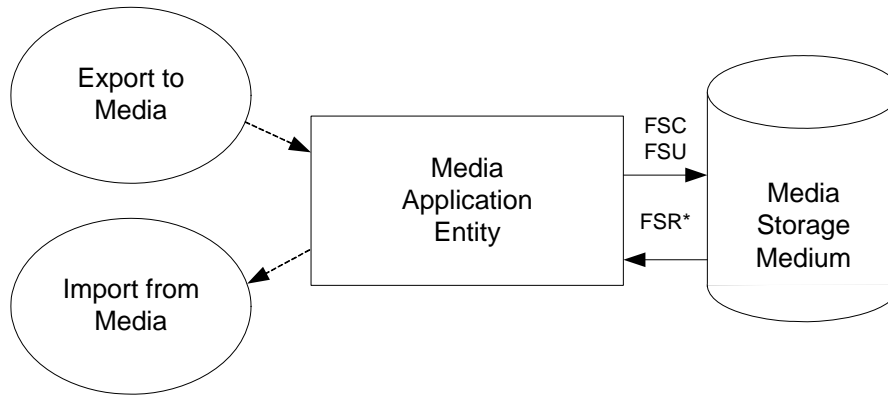 Export to
Media
Media
Application
Entity
FSC
FSU
FSR*
Media
Storage
Medium
Import from
Media